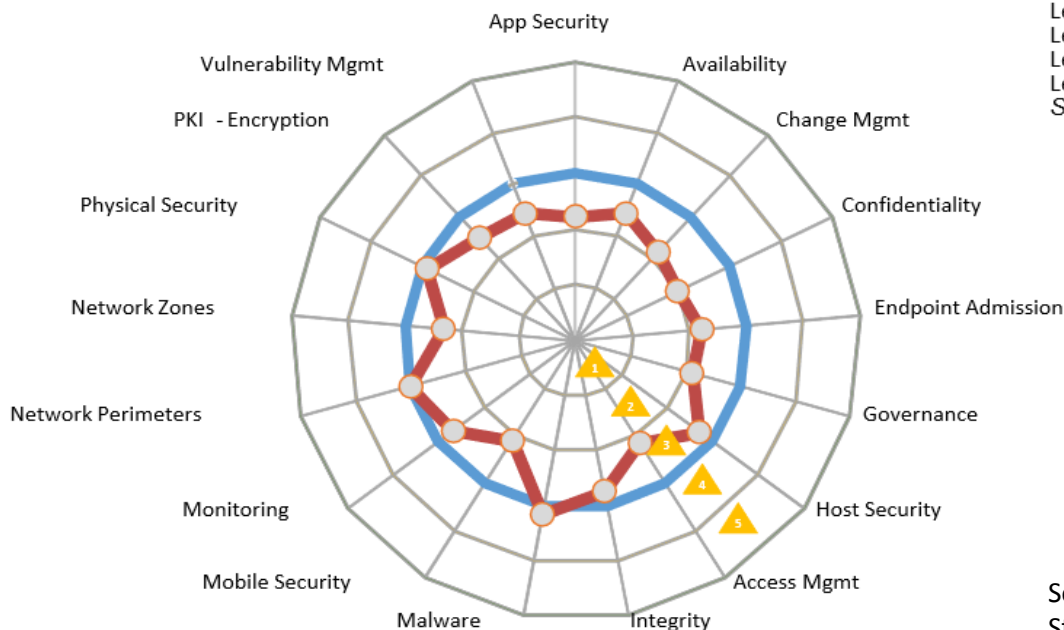 App Security
Vulnerability Mgmt
Availability
PKI - Encryption
Change Mgmt
Physical Security
Confidentiality
Network Zones
Endpoint Admission
1
2
Network Perimeters
Governance
3
4
Monitoring
Host Security
5
Mobile Security
Access Mgmt
Malware
Integrity